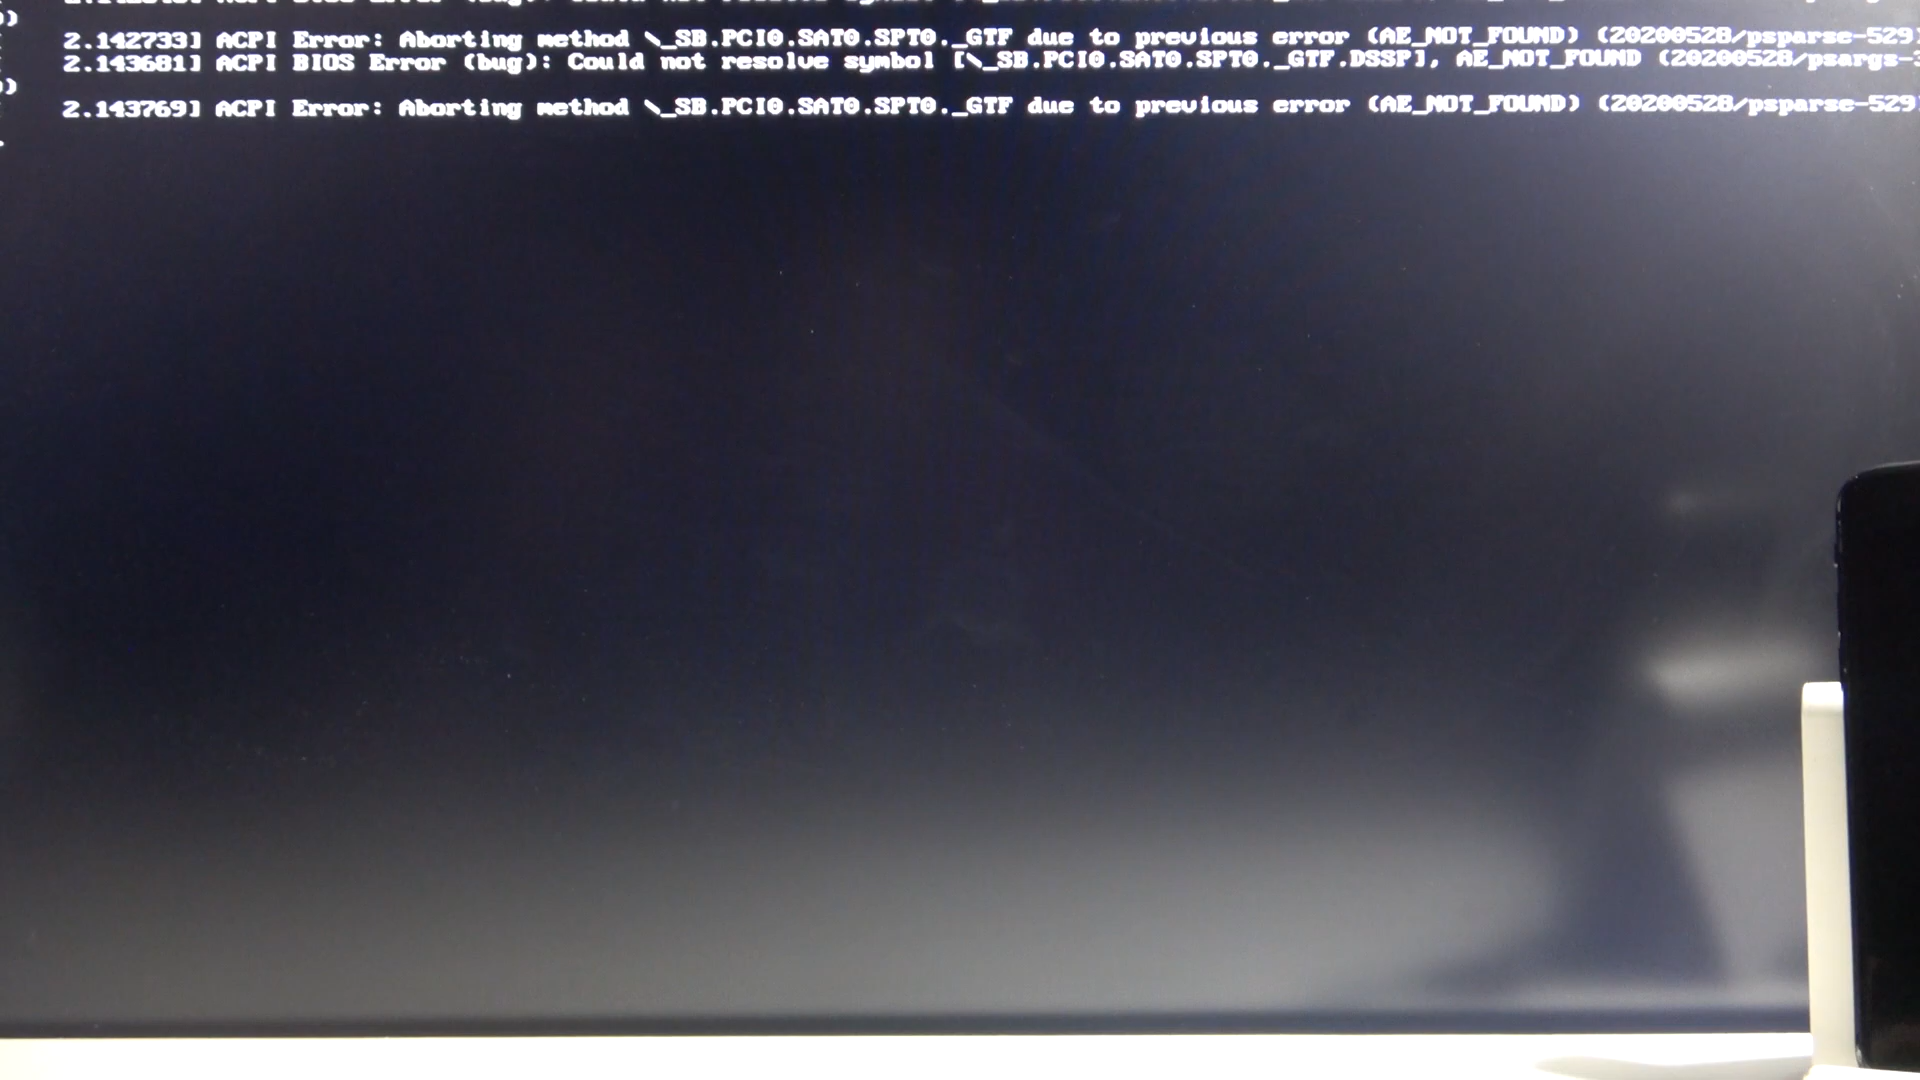 )
2.142733] ACPI Error: Aborting method \_SB.PCI0.SAT0.SPT0._GTF due to previous error (AE_NOT_FOUND) (20200528/psparse-529)
2.143681] ACPI BIOS Error (bug): Could not resolve symbol [\_SB.PCI0.SAT0.SPT0._GTF.DSSP], AE_NOT_FOUND (20200528/psargs-3
)
2.143769] ACPI Error: Aborting method \_SB.PCI0.SAT0.SPT0._GTF due to previous error (AE_NOT_FOUND) (20200528/psparse-529)